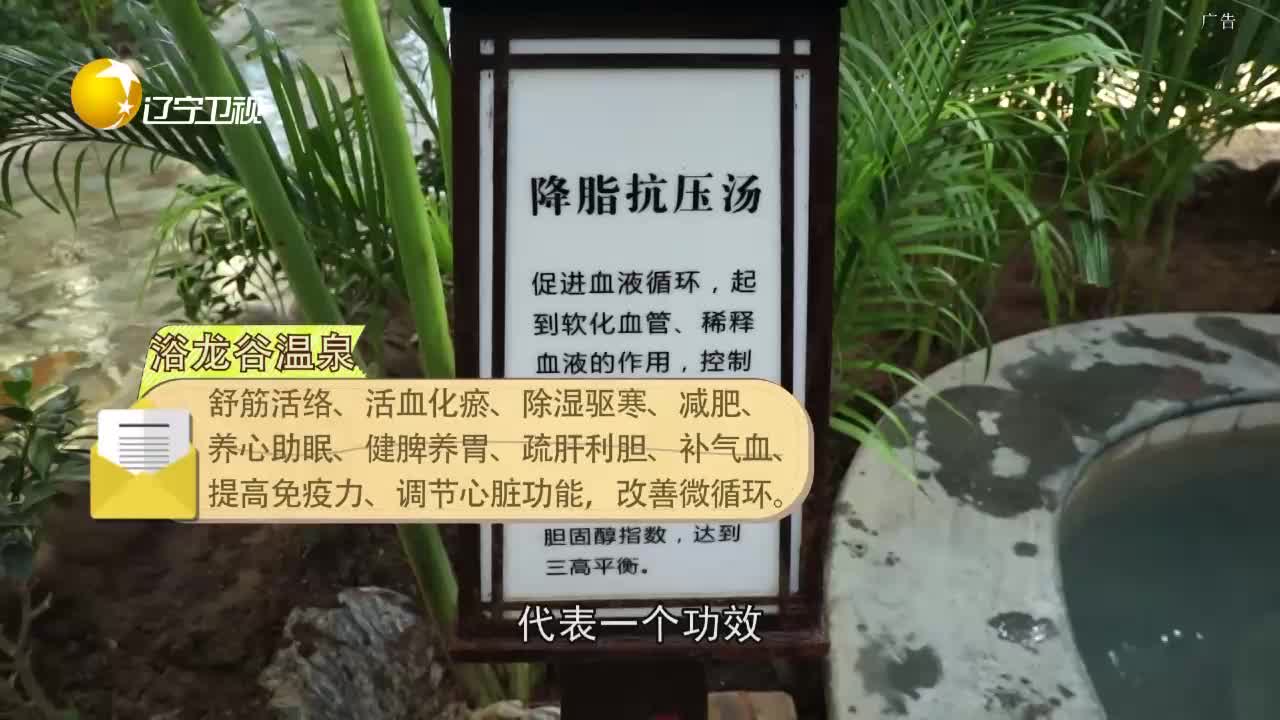 广告
辽宁卫视
降脂抗压汤
促进血液循环，起
到软化血管、稀释
血液的作用，控制
浴龙谷温泉
舒筋活络、活血化瘀、除湿驱寒、减肥、
养心助眠、健脾养胃、疏肝利胆、补气血、
提高免疫力、调节心脏功能，改善微循环。
胆固醇指数，达到
三高平衡。
代表一个功效